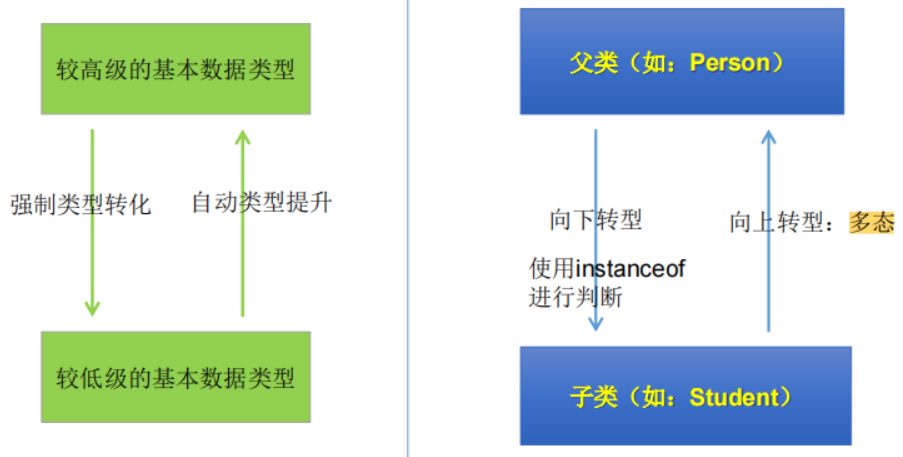 较高级的基本数据类型
强制类型转化
自动类型提升
较低级的基本数据类型
父类（如：Person）
向下转型
使用instanceof
进行判断
向上转型：多态
子类（如：Student）